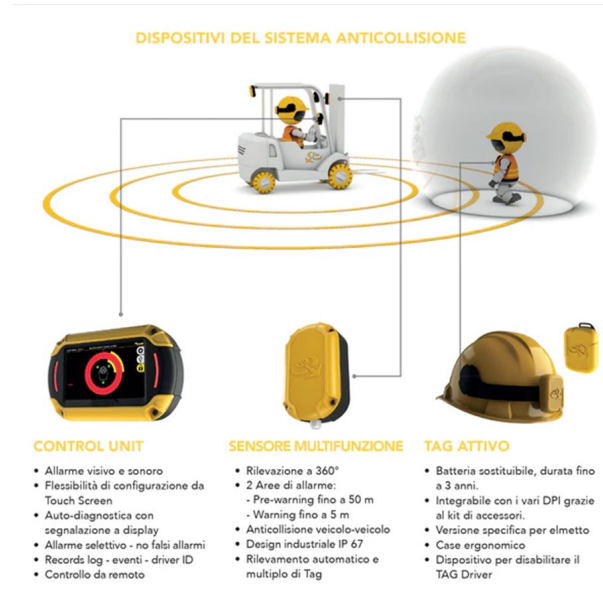 DISPOSITIVI DEL SISTEMA ANTICOLLISIONE
CONTROL UNIT
• Allarme visivo e sonoro
• Flessibilità di configurazione da
Touch Screen
• Auto-diagnostica con
segnalazione a display
• Allarme selettivo - no falsi allarmi
• Records log - eventi - driver ID
• Controllo da remoto
SENSORE MULTIFUNZIONE
• Rilevazione a 360°
• 2 Aree di allarme:
- Pre-warning fino a 50 m
- Warning fino a 5 m
• Anticollisione veicolo-veicolo
• Design industriale IP 67
• Rilevamento automatico e
multiplo di Tag
TAG ATTIVO
• Batteria sostituibile, durata fino
a 3 anni.
• Integrabile con i vari DPI grazie
al kit di accessori.
• Versione specifica per elmetto
• Case ergonomico
• Dispositivo per disabilitare il
TAG Driver